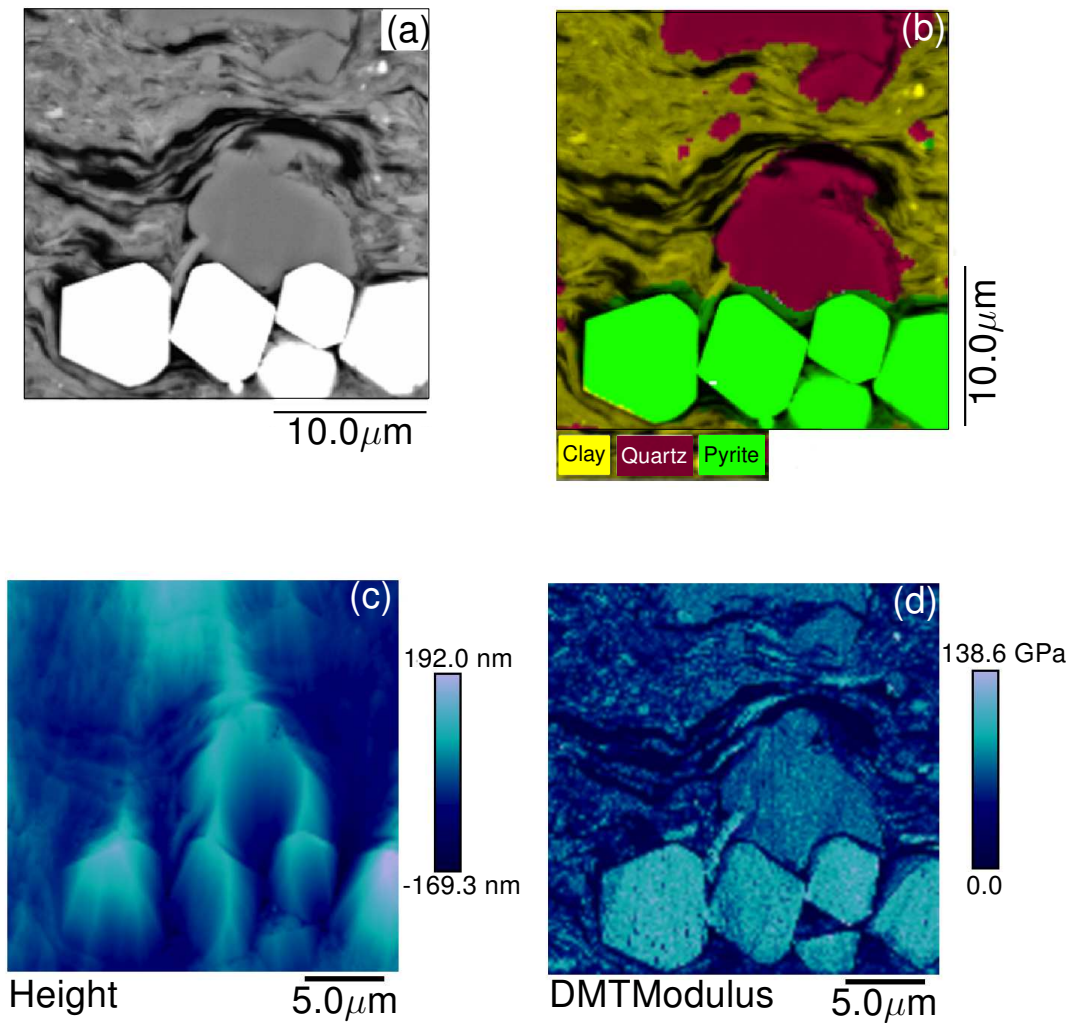 (a)
(b)
10.0μm
10.0μm
Clay Quartz Pyrite
(c)
(d)
192.0 nm
-169.3 nm
138.6 GPa
0.0
Height
5.0μm
DMTModulus
5.0μm